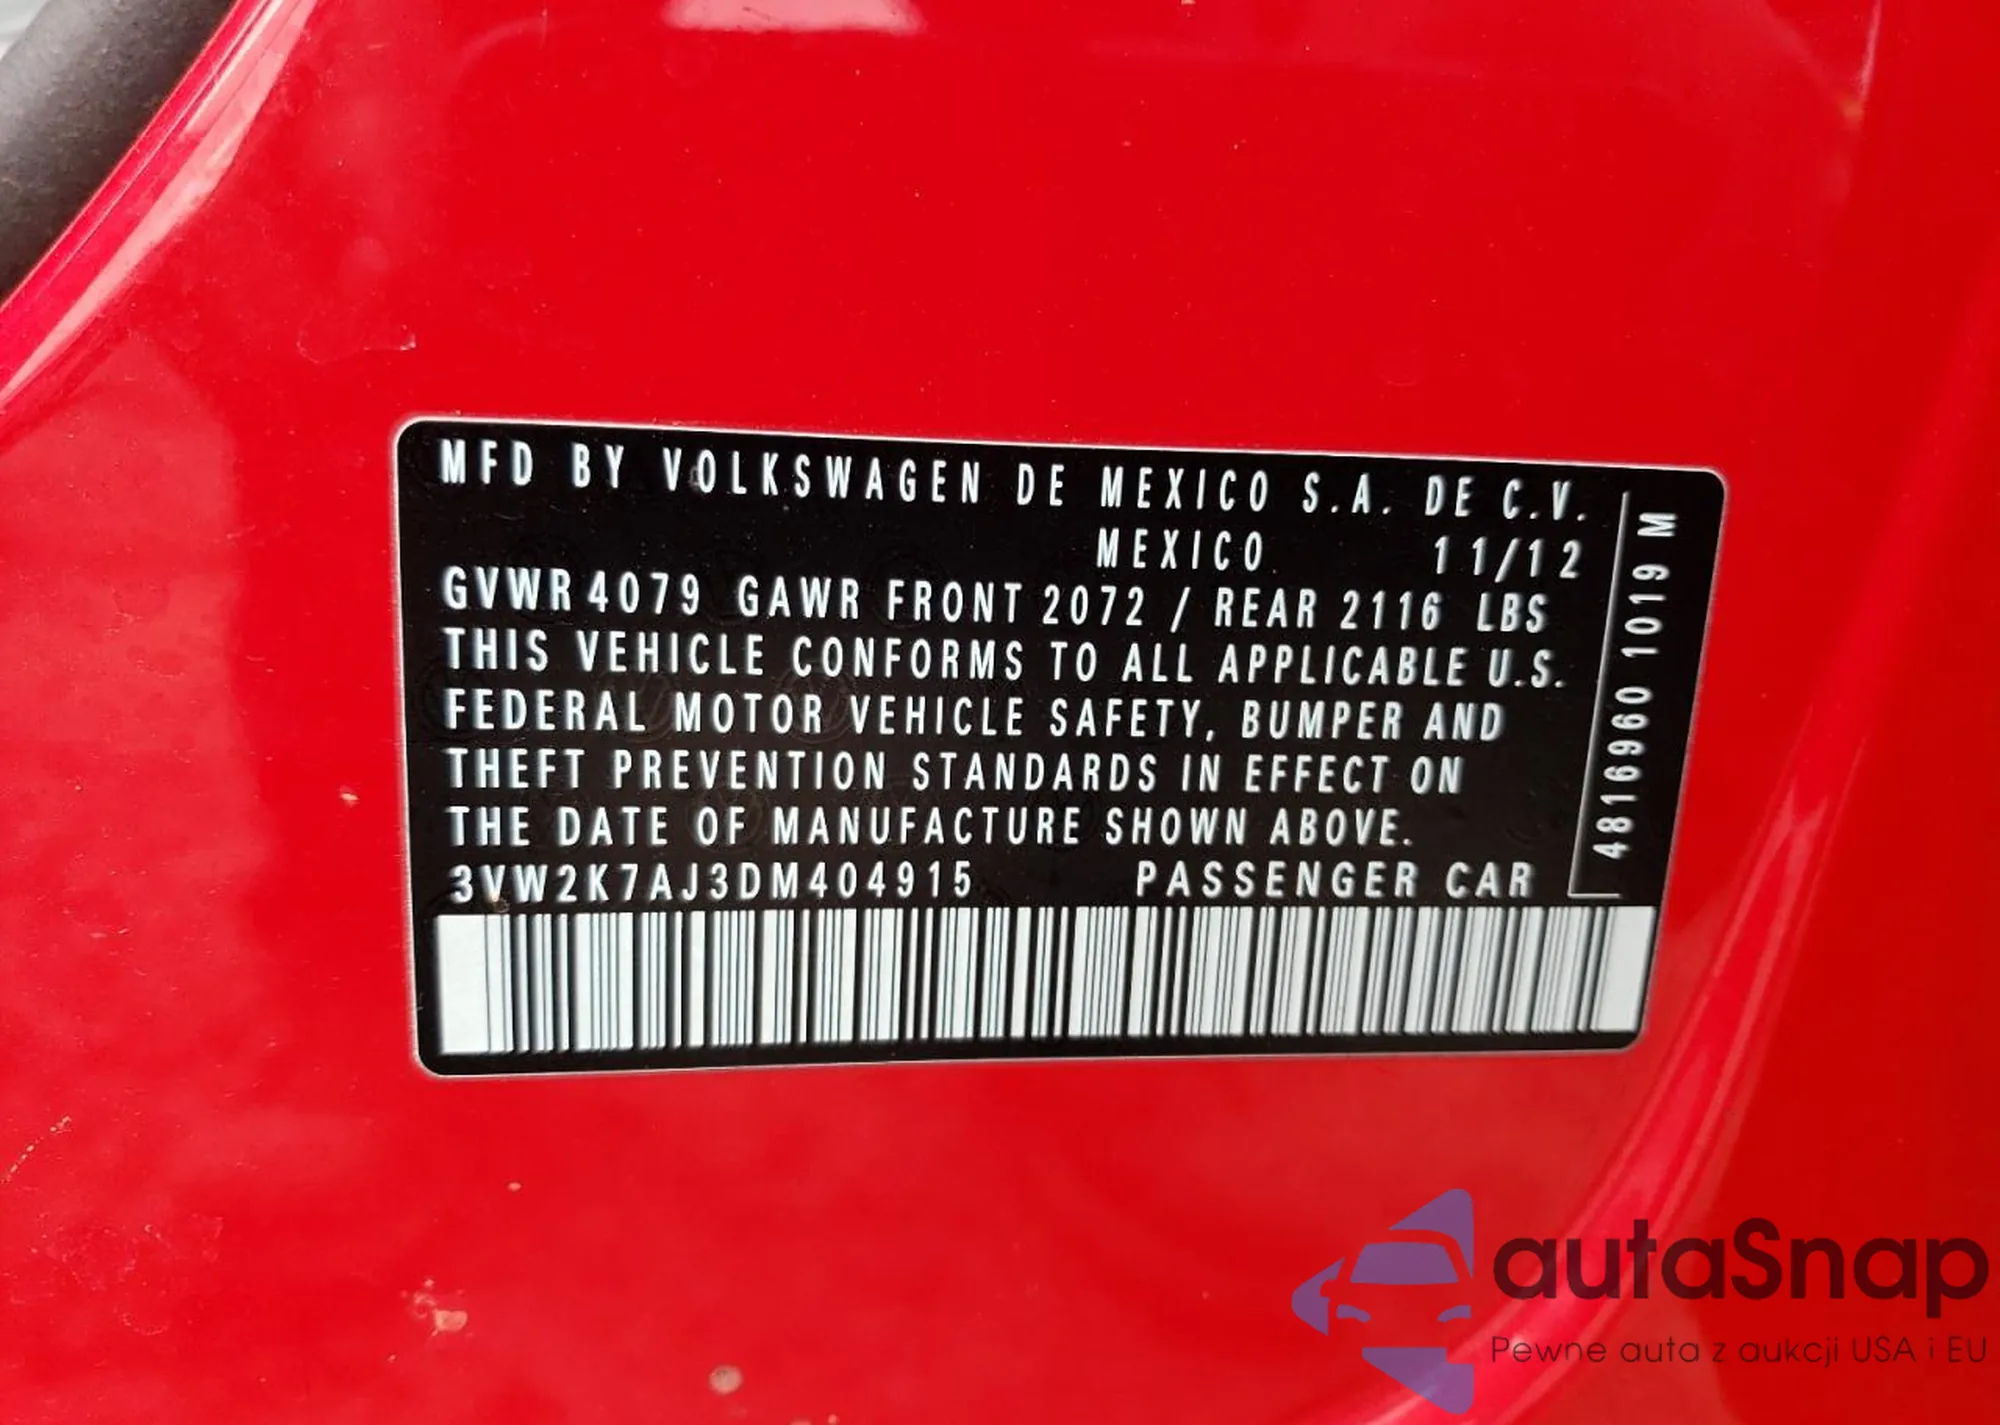 MFD BY VOLKSWAGEN DE MEXICO S.A. DE C.V.
MEXICO 11/12
GVWR 4079 GAWR FRONT 2072 / REAR 2116 LBS
THIS VEHICLE CONFORMS TO ALL APPLICABLE U.S.
FEDERAL MOTOR VEHICLE SAFETY, BUMPER AND
THEFT PREVENTION STANDARDS IN EFFECT ON
THE DATE OF MANUFACTURE SHOWN ABOVE.
3VW2K7AJ3DM404915 PASSENGER CAR
4816960 1019 M
autaSnap
Pewne auta z aukcji USA i EU